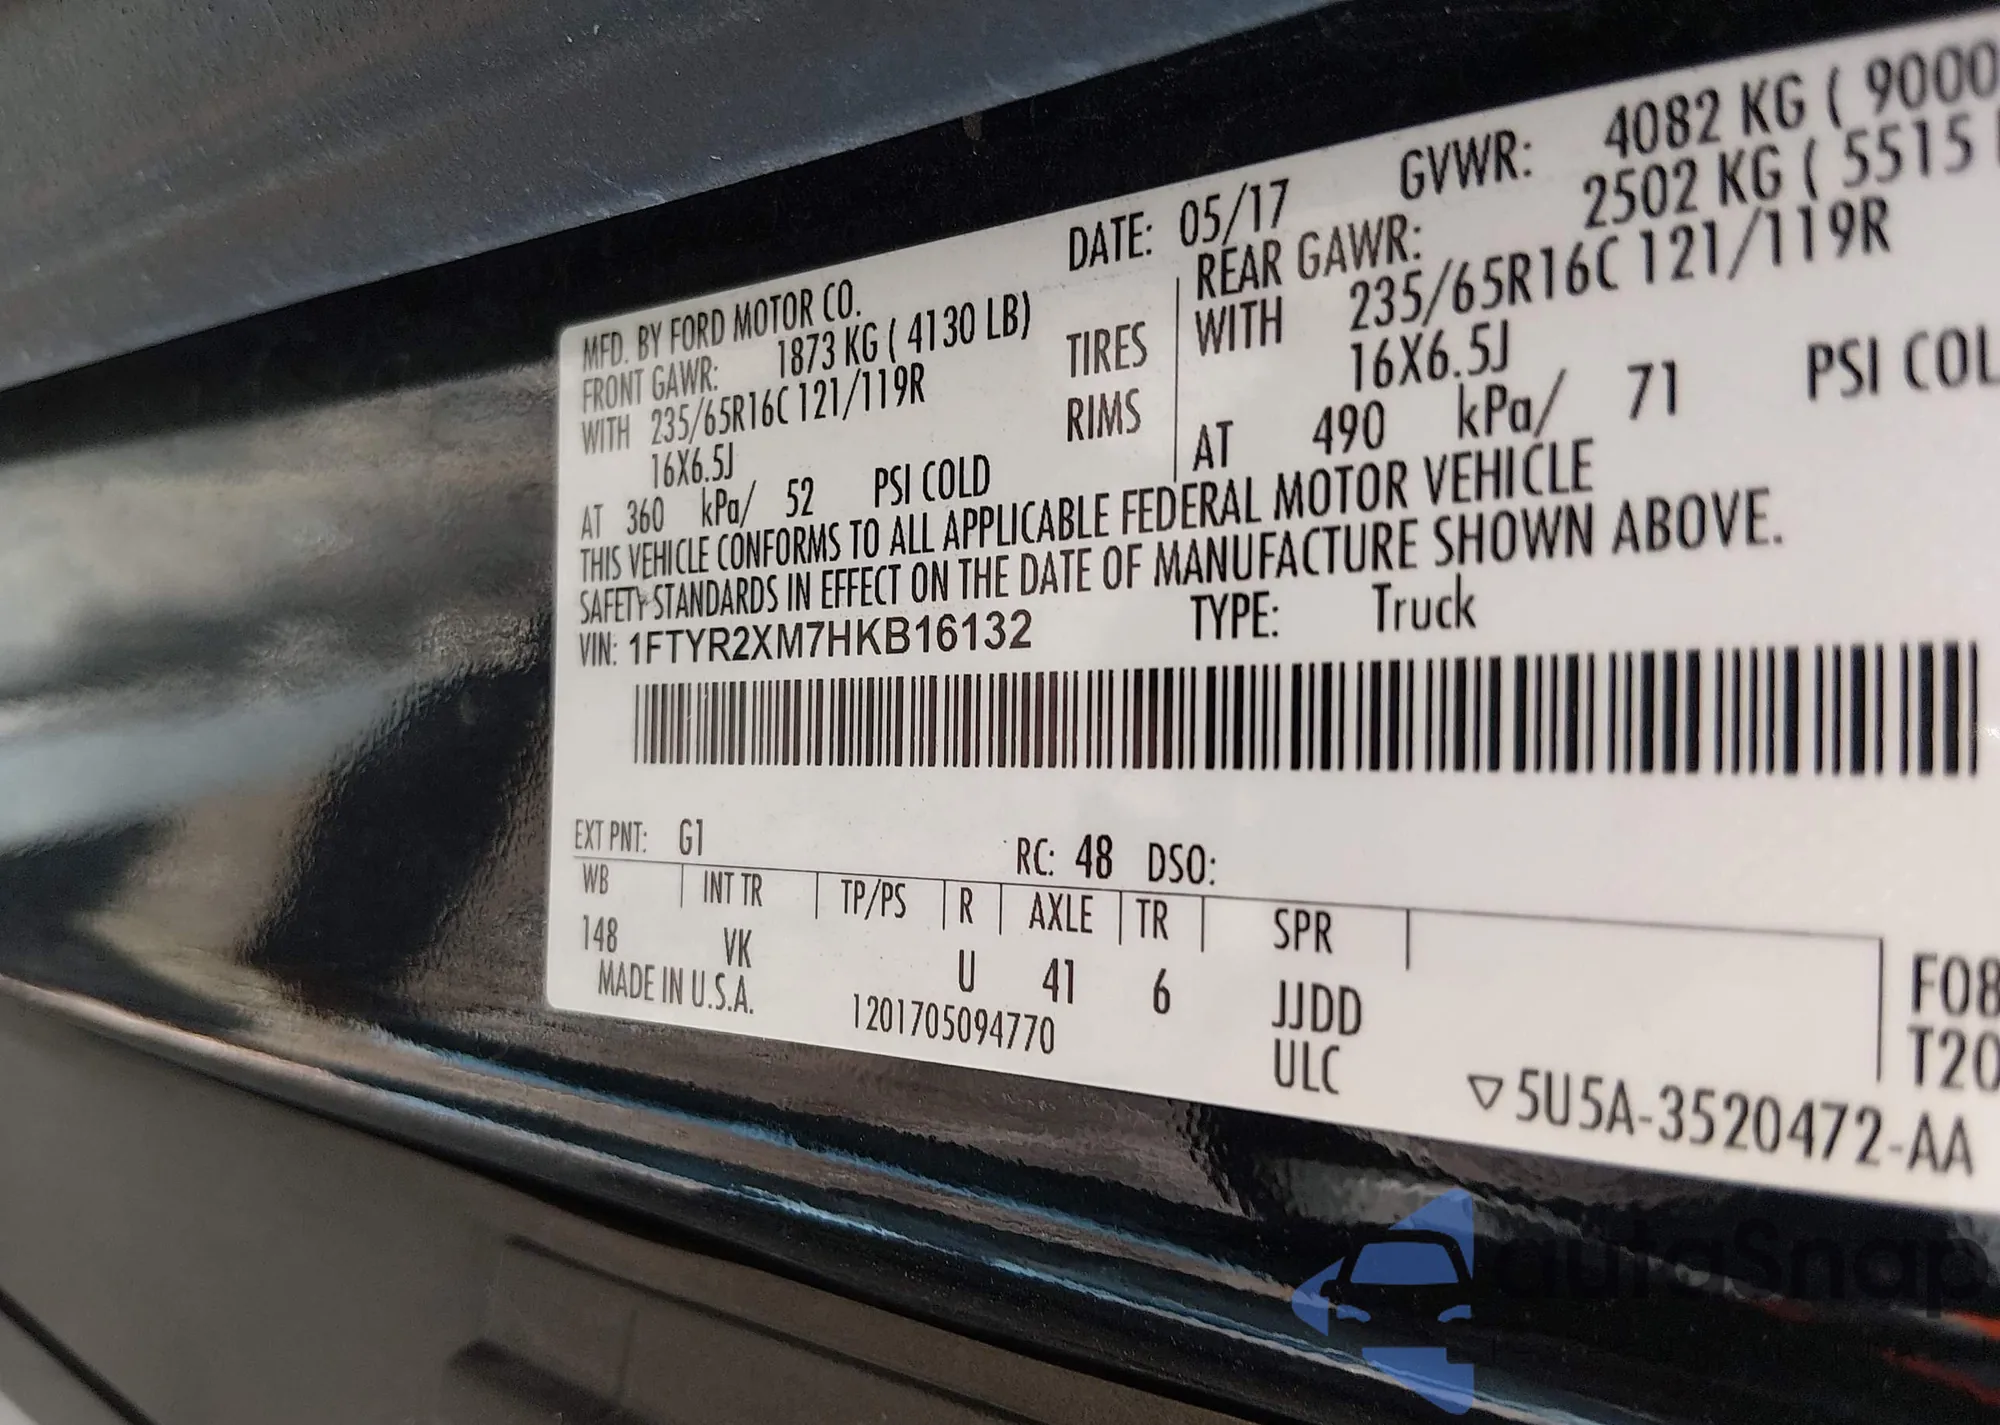 MFD. BY FORD MOTOR CO. DATE: 05/17 GVWR: 4082 KG ( 9000
FRONT GAWR: 1873 KG ( 4130 LB) REAR GAWR: 2502 KG ( 5515
WITH 235/65R16C 121/119R TIRES WITH 235/65R16C 121/119R
16X6.5J RIMS 16X6.5J
AT 360 kPa/ 52 PSI COLD AT 490 kPa/ 71 PSI COL
THIS VEHICLE CONFORMS TO ALL APPLICABLE FEDERAL MOTOR VEHICLE
SAFETY STANDARDS IN EFFECT ON THE DATE OF MANUFACTURE SHOWN ABOVE.
VIN: 1FTYR2XM7HKB16132 TYPE: Truck
EXT PNT: G1 RC: 48 DSO:
WB INT TR TP/PS R AXLE TR SPR
148 VK U 41 6 JJDD F08
ULC T20
MADE IN U.S.A. 1201705094770
▽5U5A-3520472-AA
autoSnap